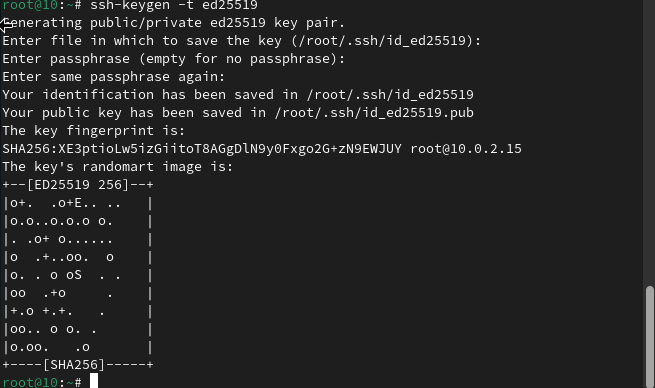 root@10:~# ssh-keygen -t ed25519
Generating public/private ed25519 key pair.
Enter file in which to save the key (/root/.ssh/id_ed25519):
Enter passphrase (empty for no passphrase):
Enter same passphrase again:
Your identification has been saved in /root/.ssh/id_ed25519
Your public key has been saved in /root/.ssh/id_ed25519.pub
The key fingerprint is:
SHA256:XE3ptioLw5izGiitoT8AGgDlN9y0Fxgo2G+zN9EWJUY root@10.0.2.15
The key's randomart image is:
+--[ED25519 256]--+
|o+.  .o+E.. ..   |
|o.o..o.o.o o.    |
|. .o+ o......    |
|o  .+..oo.  o    |
|o. . o oS  . .   |
|oo  .+o     .    |
|+.o +.+.   .     |
|oo.. o o. .      |
|o.oo.   .o       |
+----[SHA256]-----+
root@10:~#